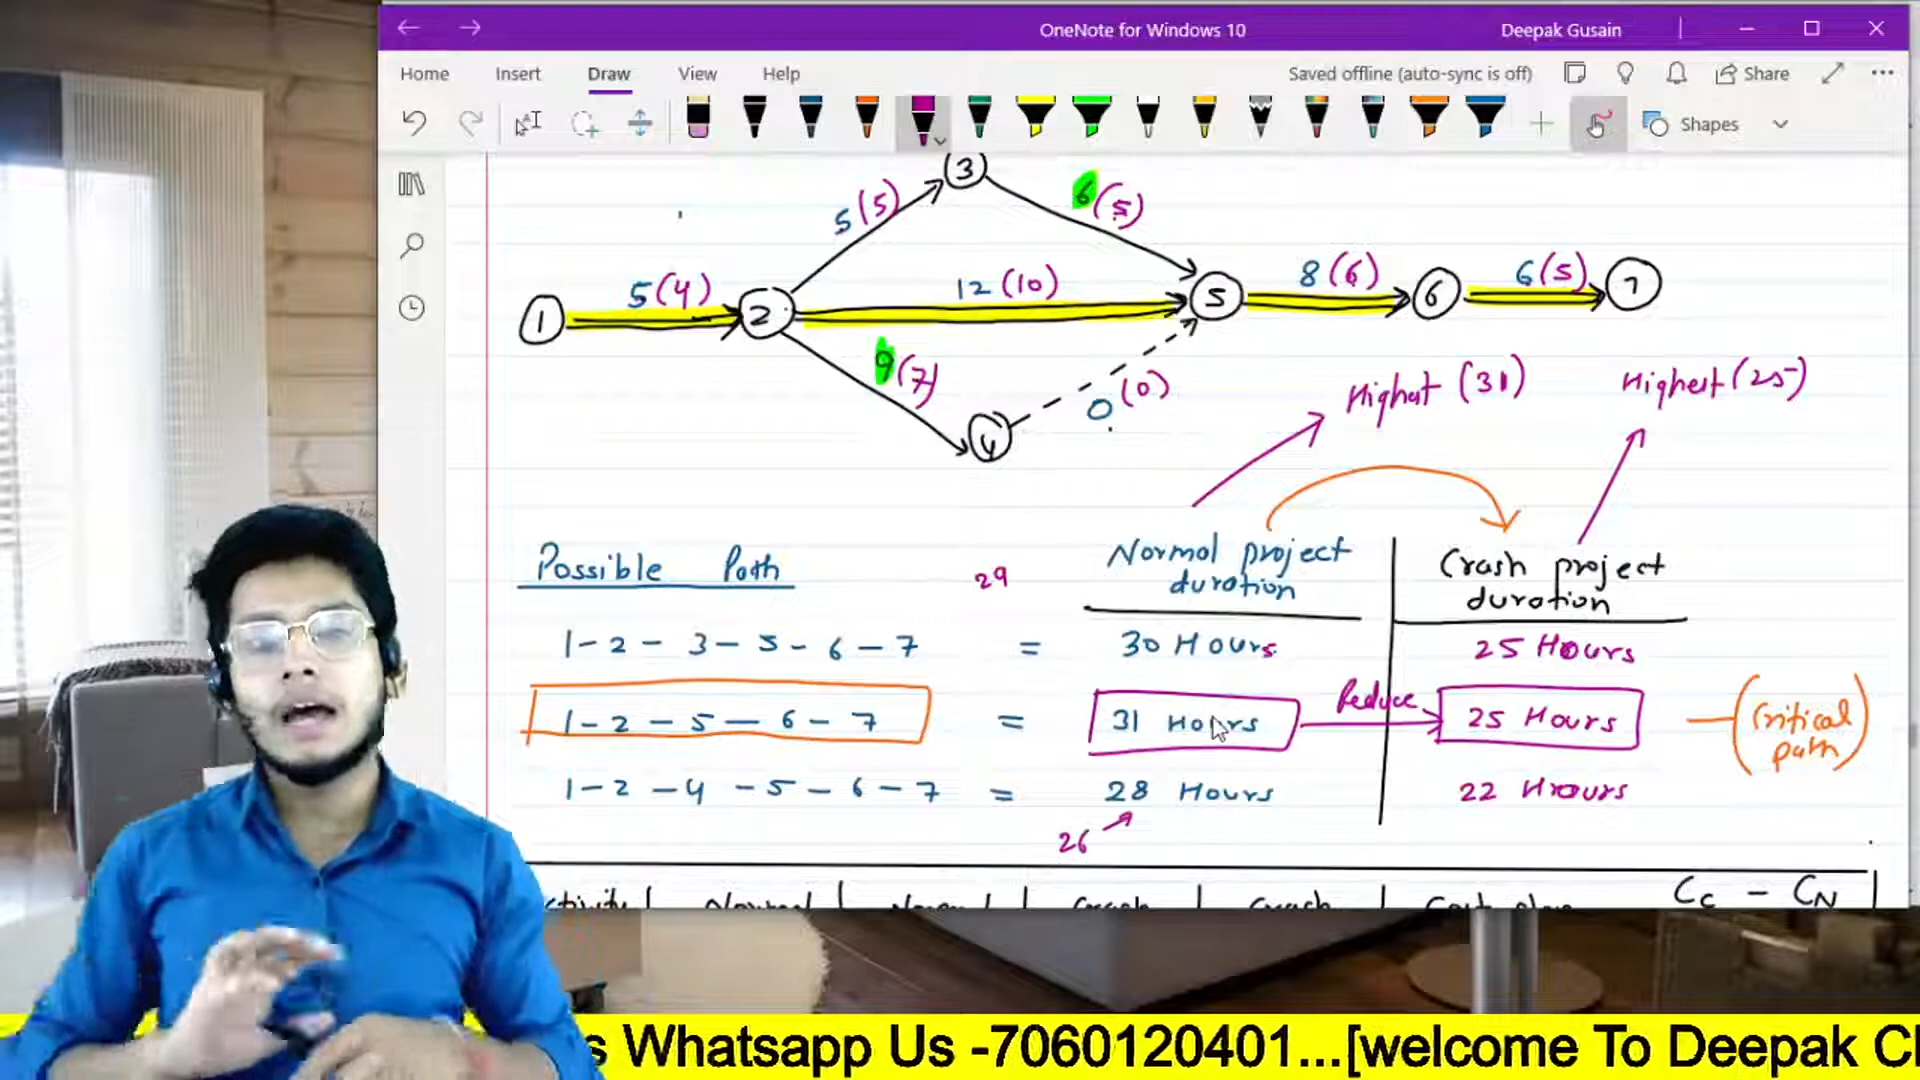 OneNote for Windows 10
Deepak Gusain
Home
Insert
Draw
View
Help
Saved offline (auto-sync is off)
Share
Shapes
3
5 (5)
6 (5)
5 (4)
12 (10)
8 (6)
6 (5)
1
2
5
6
7
9 (7)
0 (0)
4
Highest (31)
Highest (25)
Possible Path
29
Normal project
duration
Crash project
duration
1 - 2 - 3 - 5 - 6 - 7 = 30 Hours
25 Hours
1 - 2 - 5 - 6 - 7 = 31 Hours
Reduce
25 Hours
(Critical
path)
1 - 2 - 4 - 5 - 6 - 7 = 28 Hours
22 Hours
26
Cc - CN
s Whatsapp Us -7060120401...[welcome To Deepak Cl